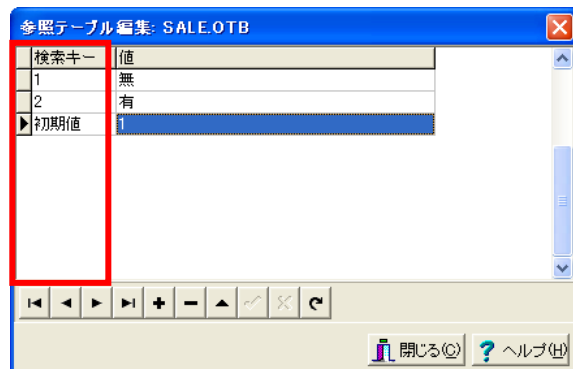 参照テーブル編集: SALE.OTB
検索キー 値
1 無
2 有
初期値 1
閉じる(C) ヘルプ(H)